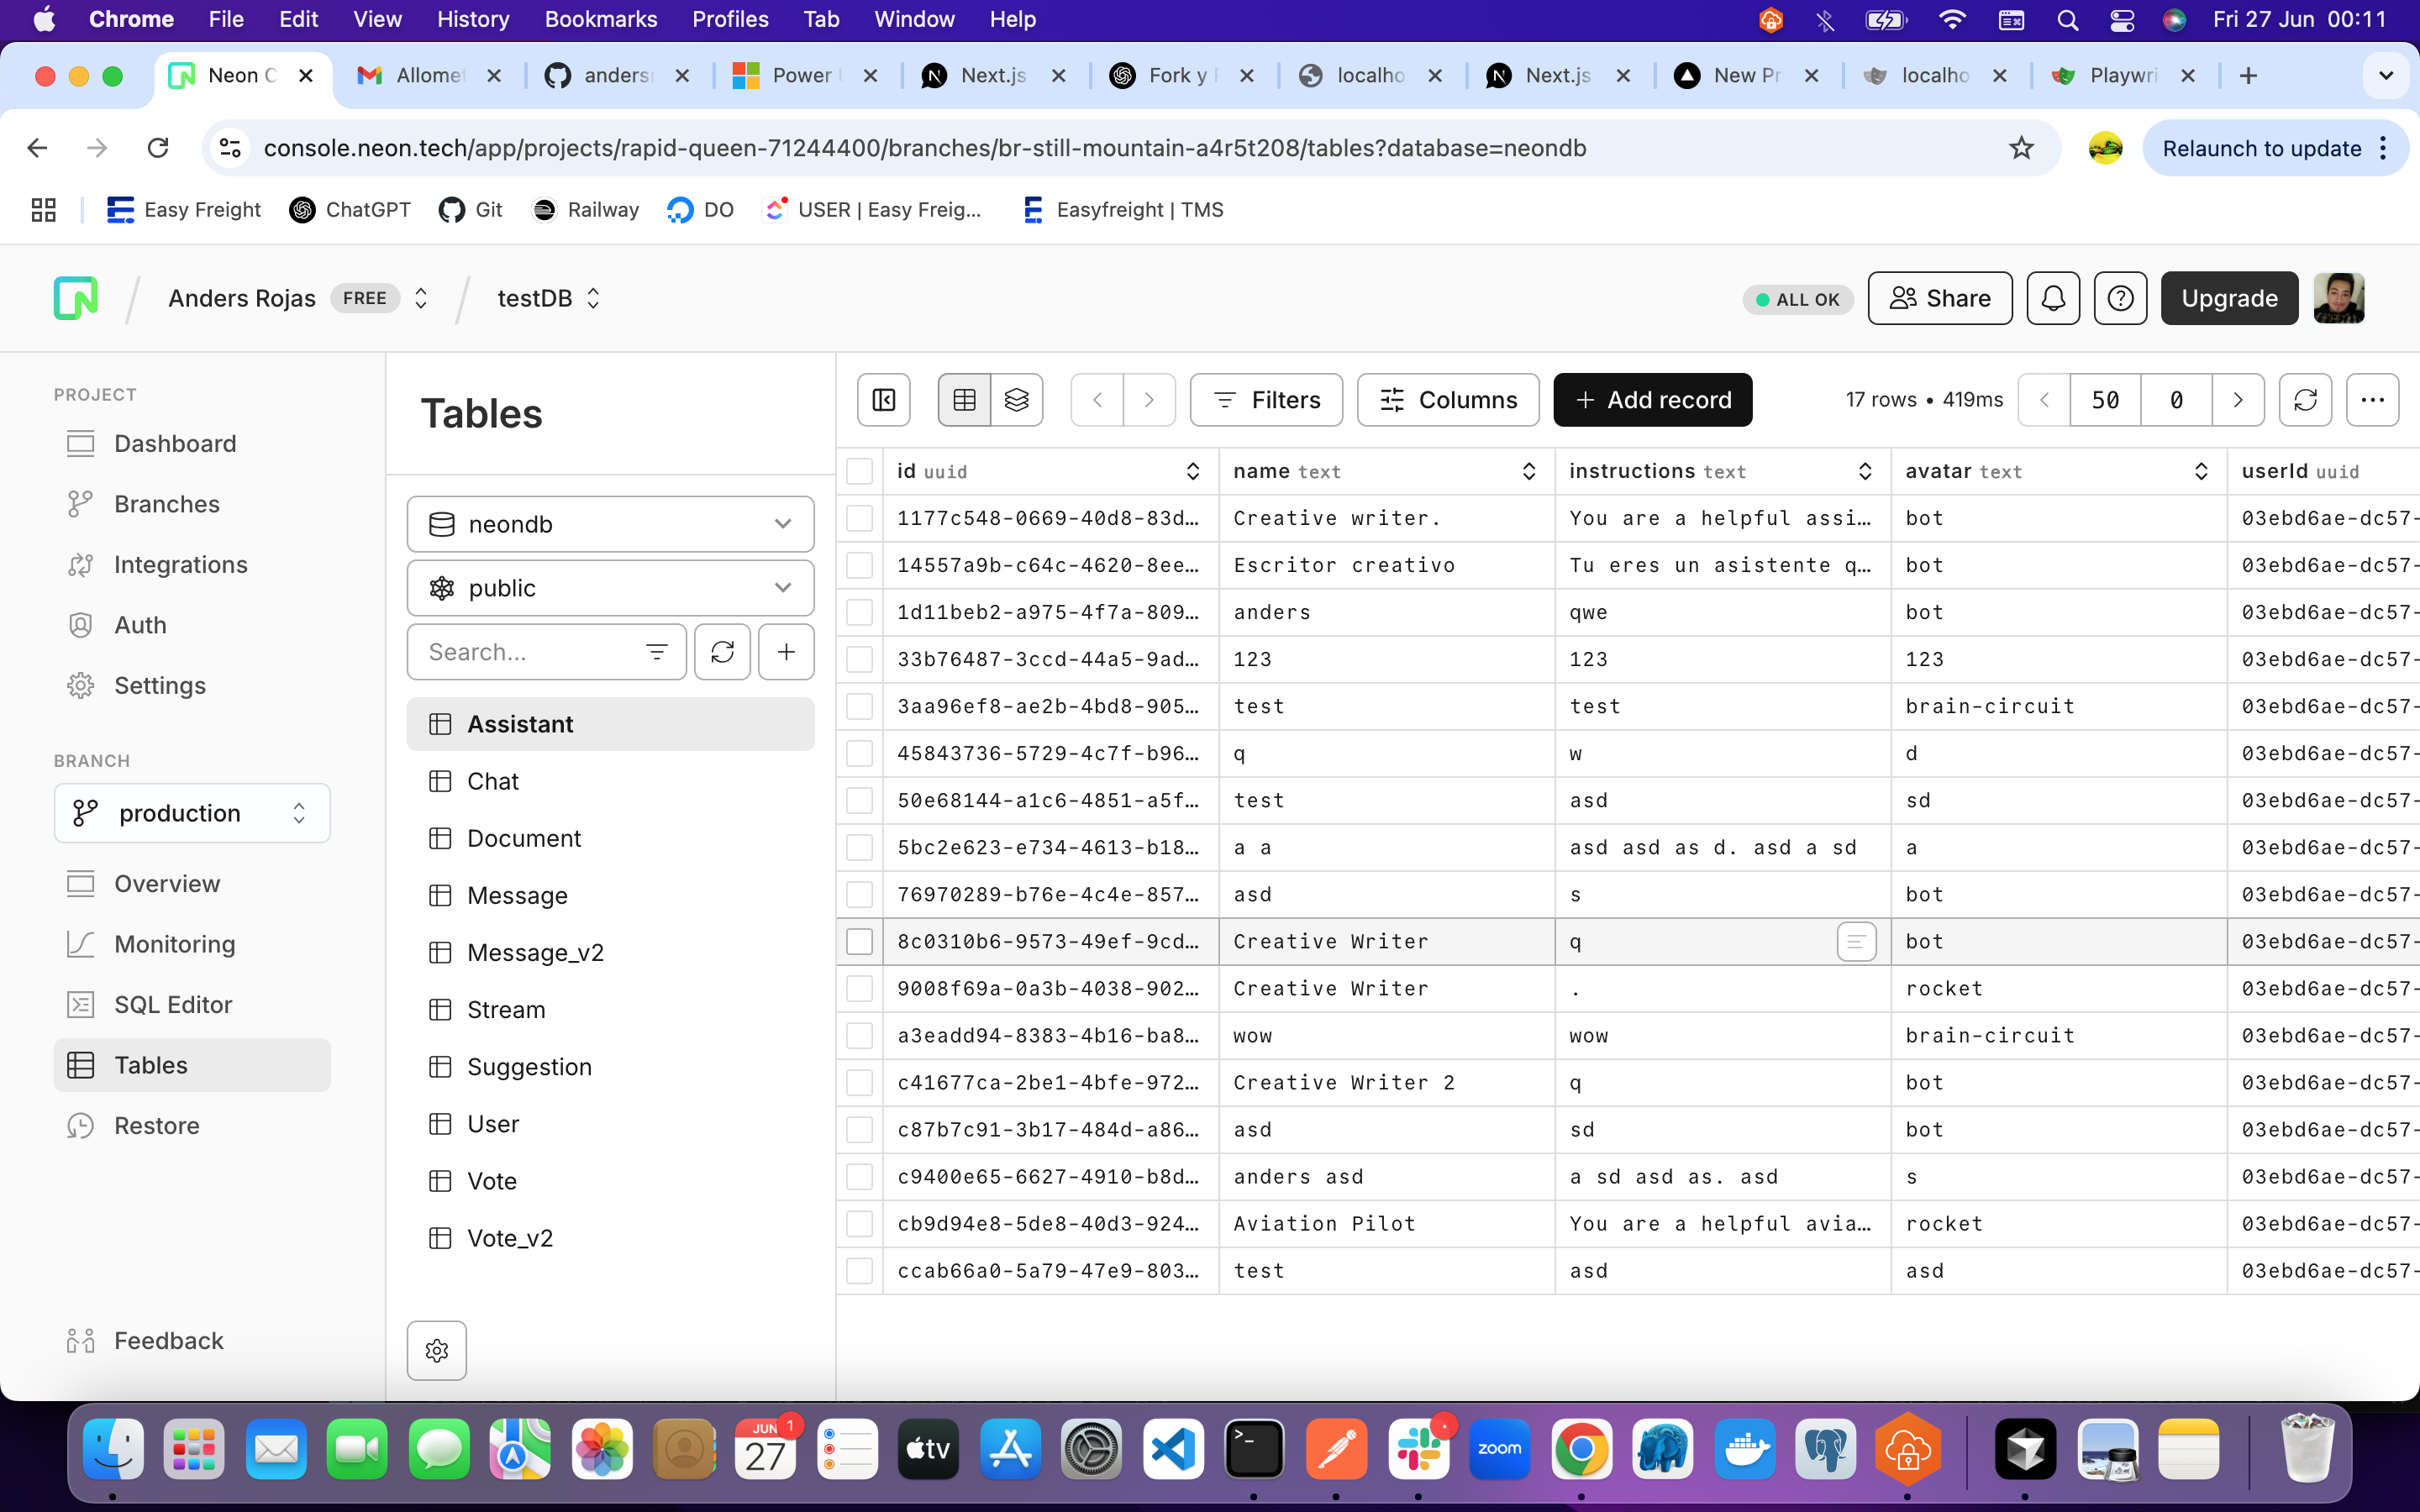 Chrome File Edit View History Bookmarks Profiles Tab Window Help Fri 27 Jun 00:11
Neon C Allomet anders Power Next.js Fork y localho Next.js New Pr localho Playwri
console.neon.tech/app/projects/rapid-queen-71244400/branches/br-still-mountain-a4r5t208/tables?database=neondb Relaunch to update
Easy Freight ChatGPT Git Railway DO USER | Easy Freig... Easyfreight | TMS
Anders Rojas FREE testDB ALL OK Share Upgrade
PROJECT
Dashboard
Branches
Integrations
Auth
Settings
BRANCH
production
Overview
Monitoring
SQL Editor
Tables
Restore
Feedback
Tables
neondb
public
Search...
Assistant
Chat
Document
Message
Message_v2
Stream
Suggestion
User
Vote
Vote_v2
Filters Columns Add record 17 rows • 419ms 50 0
id uuid name text instructions text avatar text userId uuid
1177c548-0669-40d8-83d… Creative writer. You are a helpful assi… bot 03ebd6ae-dc57-
14557a9b-c64c-4620-8ee… Escritor creativo Tu eres un asistente q… bot 03ebd6ae-dc57-
1d11beb2-a975-4f7a-809… anders qwe bot 03ebd6ae-dc57-
33b76487-3ccd-44a5-9ad… 123 123 123 03ebd6ae-dc57-
3aa96ef8-ae2b-4bd8-905… test test brain-circuit 03ebd6ae-dc57-
45843736-5729-4c7f-b96… q w d 03ebd6ae-dc57-
50e68144-a1c6-4851-a5f… test asd sd 03ebd6ae-dc57-
5bc2e623-e734-4613-b18… a a asd asd as d. asd a sd a 03ebd6ae-dc57-
76970289-b76e-4c4e-857… asd s bot 03ebd6ae-dc57-
8c0310b6-9573-49ef-9cd… Creative Writer q bot 03ebd6ae-dc57-
9008f69a-0a3b-4038-902… Creative Writer . rocket 03ebd6ae-dc57-
a3eadd94-8383-4b16-ba8… wow wow brain-circuit 03ebd6ae-dc57-
c41677ca-2be1-4bfe-972… Creative Writer 2 q bot 03ebd6ae-dc57-
c87b7c91-3b17-484d-a86… asd sd bot 03ebd6ae-dc57-
c9400e65-6627-4910-b8d… anders asd a sd asd as. asd s 03ebd6ae-dc57-
cb9d94e8-5de8-40d3-924… Aviation Pilot You are a helpful avia… rocket 03ebd6ae-dc57-
ccab66a0-5a79-47e9-803… test asd asd 03ebd6ae-dc57-
JUN 1
27
tv
zoom